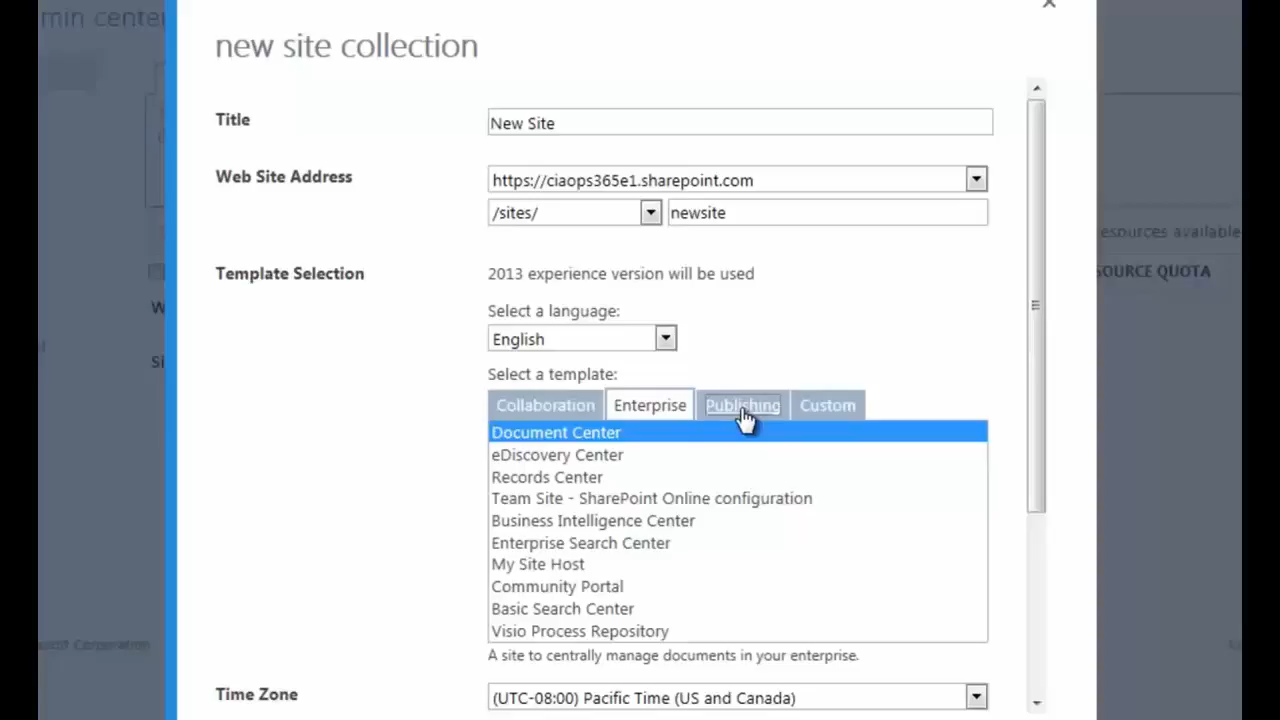 min center
new site collection
Title
New Site
Web Site Address
https://ciaops365e1.sharepoint.com
/sites/ newsite
esources available
Template Selection
2013 experience version will be used
SOURCE QUOTA
Select a language:
English
Select a template:
Collaboration Enterprise Publishing Custom
Document Center
eDiscovery Center
Records Center
Team Site - SharePoint Online configuration
Business Intelligence Center
Enterprise Search Center
My Site Host
Community Portal
Basic Search Center
Visio Process Repository
Corporation
A site to centrally manage documents in your enterprise.
Time Zone
(UTC-08:00) Pacific Time (US and Canada)